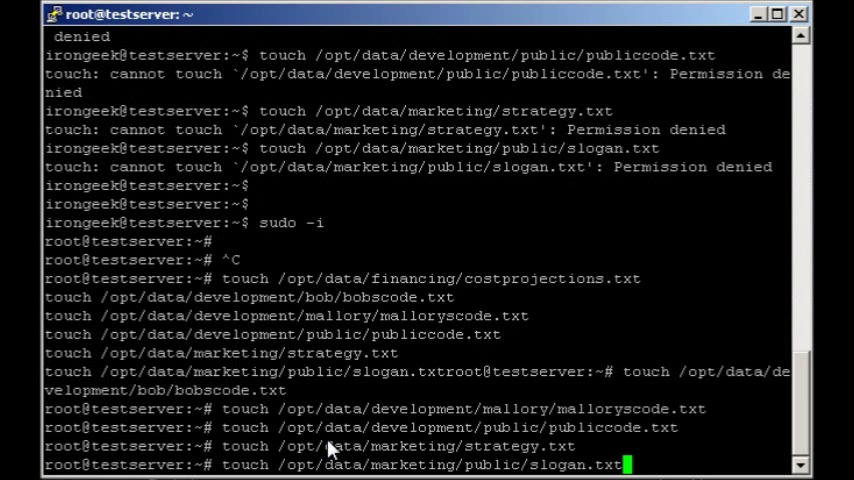 root@testserver: ~
 denied
irongeek@testserver:~$ touch /opt/data/development/public/publiccode.txt
touch: cannot touch `/opt/data/development/public/publiccode.txt': Permission de
nied
irongeek@testserver:~$ touch /opt/data/marketing/strategy.txt
touch: cannot touch `/opt/data/marketing/strategy.txt': Permission denied
irongeek@testserver:~$ touch /opt/data/marketing/public/slogan.txt
touch: cannot touch `/opt/data/marketing/public/slogan.txt': Permission denied
irongeek@testserver:~$
irongeek@testserver:~$
irongeek@testserver:~$ sudo -i
root@testserver:~#
root@testserver:~# ^C
root@testserver:~# touch /opt/data/financing/costprojections.txt
touch /opt/data/development/bob/bobscode.txt
touch /opt/data/development/mallory/malloryscode.txt
touch /opt/data/development/public/publiccode.txt
touch /opt/data/marketing/strategy.txt
touch /opt/data/marketing/public/slogan.txtroot@testserver:~# touch /opt/data/de
velopment/bob/bobscode.txt
root@testserver:~# touch /opt/data/development/mallory/malloryscode.txt
root@testserver:~# touch /opt/data/development/public/publiccode.txt
root@testserver:~# touch /opt/data/marketing/strategy.txt
root@testserver:~# touch /opt/data/marketing/public/slogan.txt